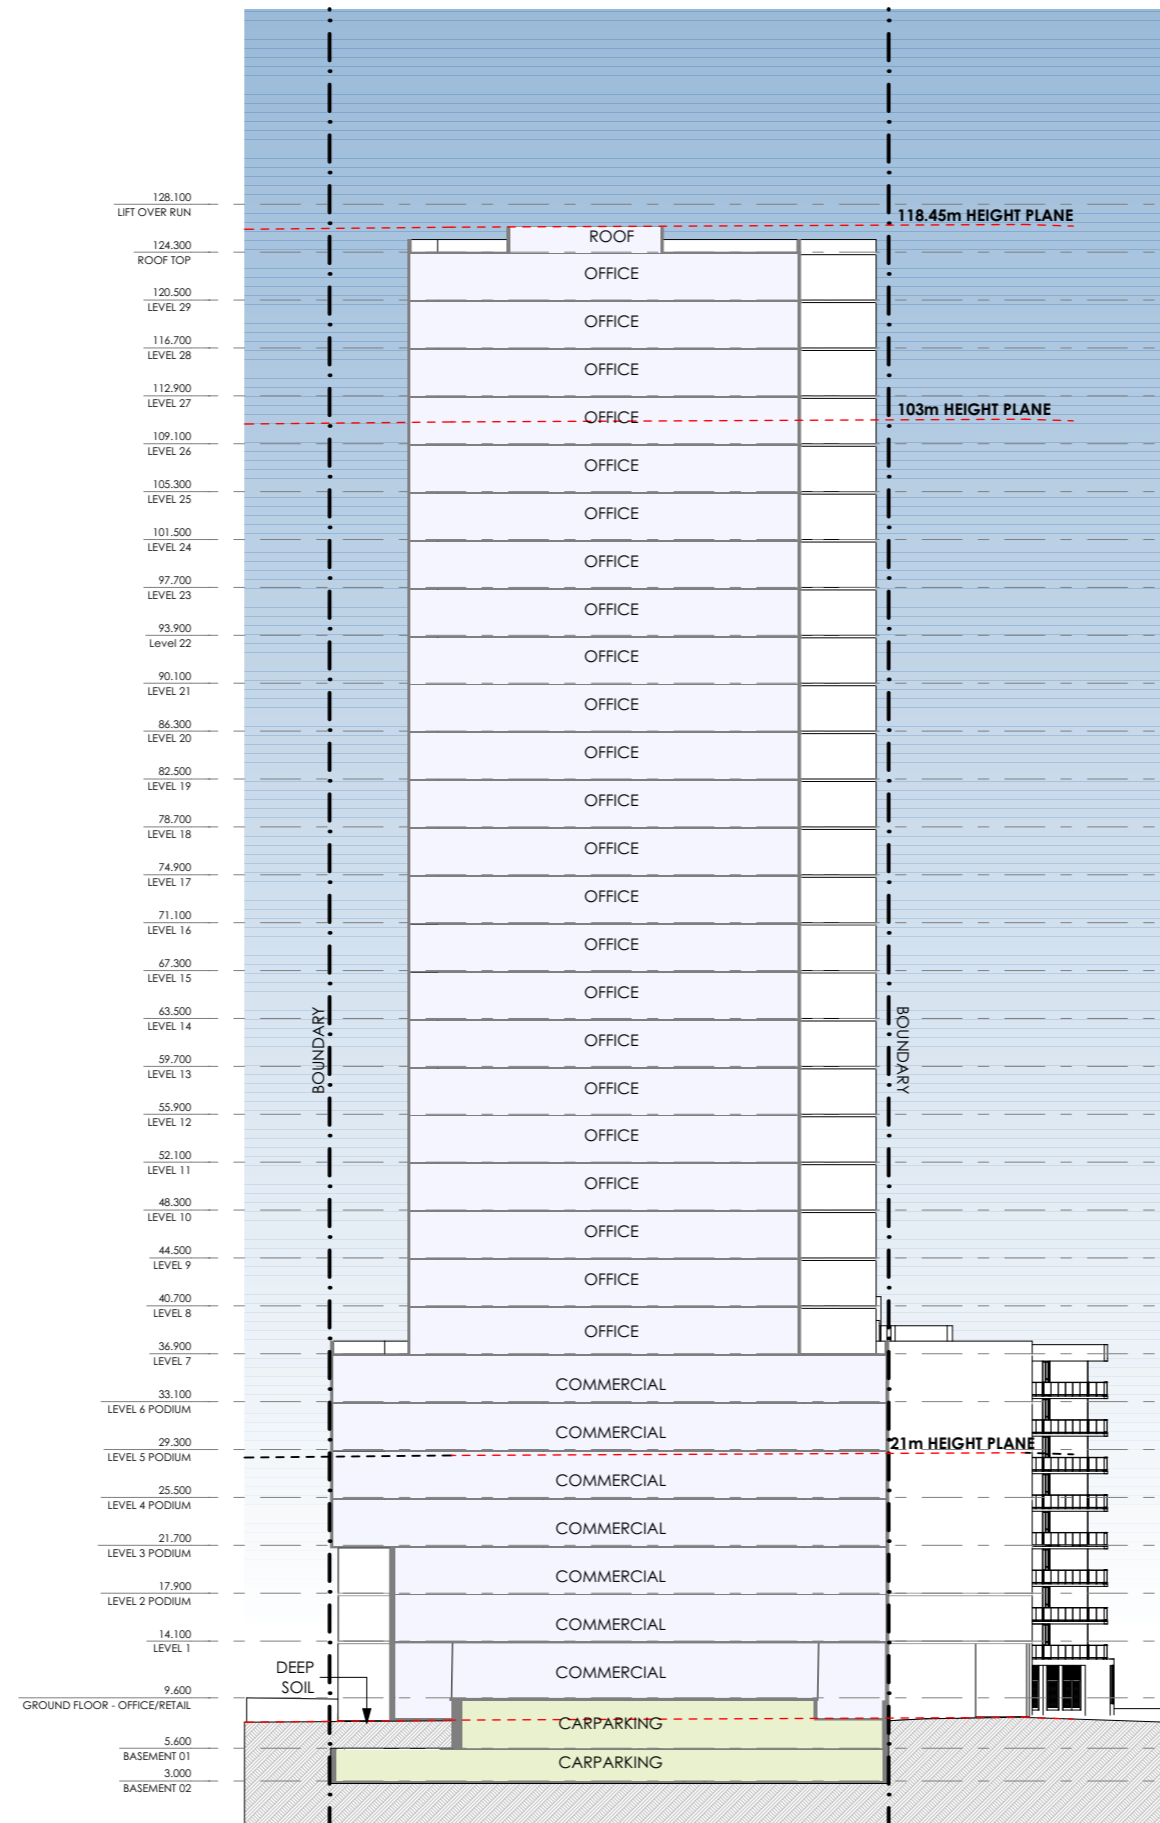 128.100
LIFT OVER RUN
118.45m HEIGHT PLANE
ROOF
124.300
ROOF TOP
OFFICE
120.500
LEVEL 29
OFFICE
116.700
LEVEL 28
OFFICE
112.900
LEVEL 27
103m HEIGHT PLANE
OFFICE
109.100
LEVEL 26
OFFICE
105.300
LEVEL 25
OFFICE
101.500
LEVEL 24
OFFICE
97.700
LEVEL 23
OFFICE
93.900
Level 22
OFFICE
90.100
LEVEL 21
OFFICE
86.300
LEVEL 20
OFFICE
82.500
LEVEL 19
OFFICE
78.700
LEVEL 18
OFFICE
74.900
LEVEL 17
OFFICE
71.100
LEVEL 16
OFFICE
67.300
LEVEL 15
OFFICE
63.500
LEVEL 14
OFFICE
59.700
LEVEL 13
BOUNDARY
BOUNDARY
OFFICE
55.900
LEVEL 12
OFFICE
52.100
LEVEL 11
OFFICE
48.300
LEVEL 10
OFFICE
44.500
LEVEL 9
OFFICE
40.700
LEVEL 8
OFFICE
36.900
LEVEL 7
COMMERCIAL
33.100
LEVEL 6 PODIUM
COMMERCIAL
29.300
LEVEL 5 PODIUM
21m HEIGHT PLANE
COMMERCIAL
25.500
LEVEL 4 PODIUM
COMMERCIAL
21.700
LEVEL 3 PODIUM
COMMERCIAL
17.900
LEVEL 2 PODIUM
COMMERCIAL
14.100
LEVEL 1
COMMERCIAL
DEEP
SOIL
9.600
GROUND FLOOR - OFFICE/RETAIL
CARPARKING
5.600
BASEMENT 01
CARPARKING
3.000
BASEMENT 02